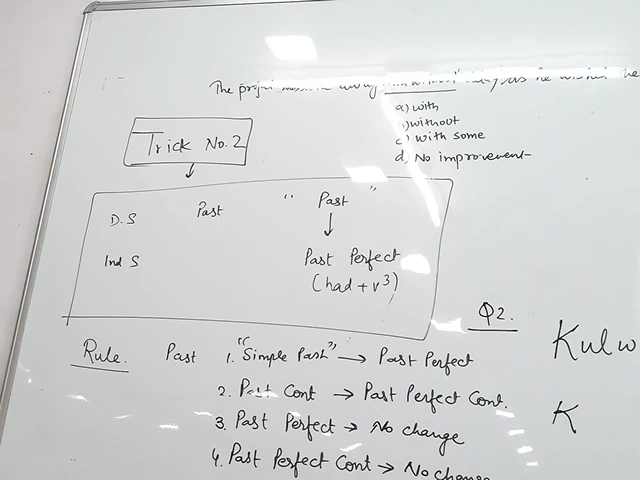 The
a) with
b) without
c) with some
d) No improvement
Trick No. 2
D.S Past " Past "
Ind S Past Perfect
(had + v³)
Q2.
Rule. Past 1. "Simple Past" → Past Perfect
Kulw
2. Past Cont → Past Perfect Cont.
K
3. Past Perfect → No change
4. Past Perfect Cont → No change